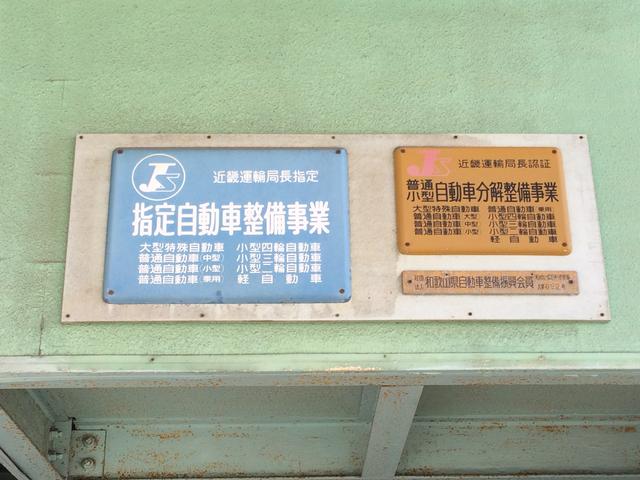 JS
近畿運輸局長指定
指定自動車整備事業
大型特殊自動車 小型四輪自動車
普通自動車(中型) 小型三輪自動車
普通自動車(小型) 小型二輪自動車
普通自動車(乗用) 軽自動車
JS
近畿運輸局長認証
普通
小型 自動車分解整備事業
大型特殊自動車 普通自動車(乗用)
普通自動車(大型) 小型四輪自動車
普通自動車(中型) 小型三輪自動車
普通自動車(小型) 小型二輪自動車
軽自動車
社団
法人 和歌山県自動車整備振興会会員